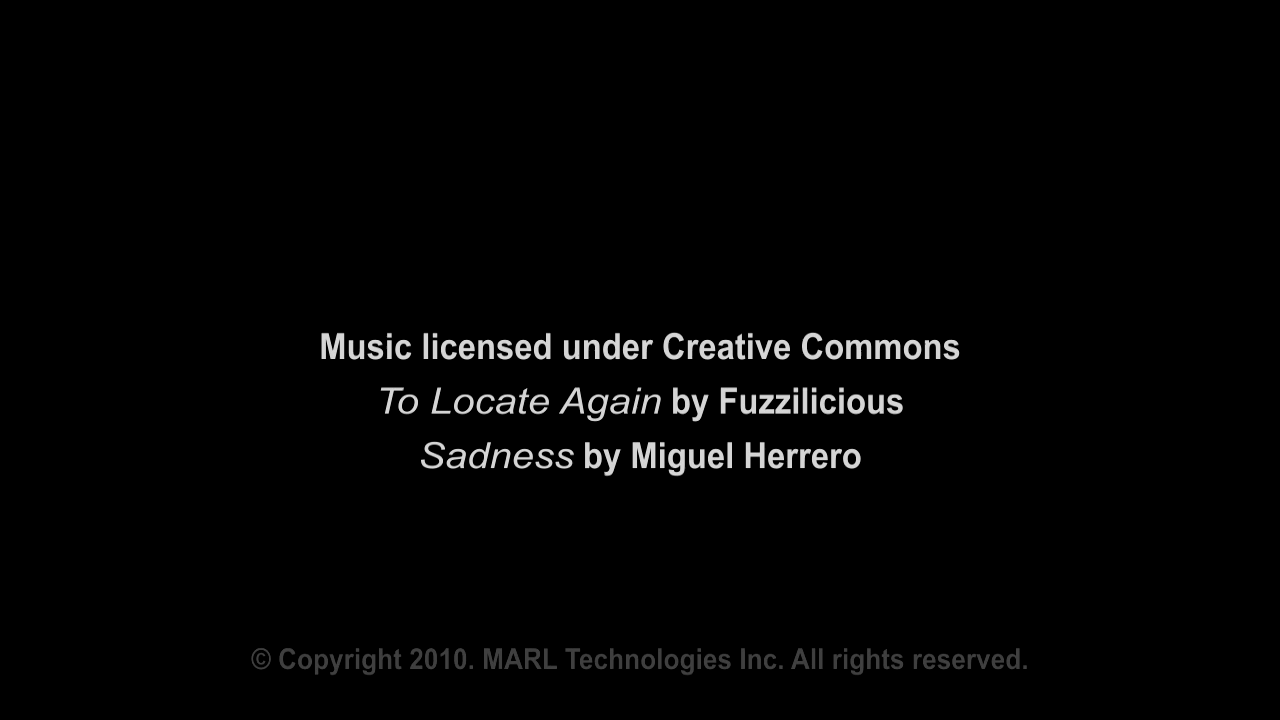 Music licensed under Creative Commons
To Locate Again by Fuzzilicious
Sadness by Miguel Herrero
© Copyright 2010. MARL Technologies Inc. All rights reserved.